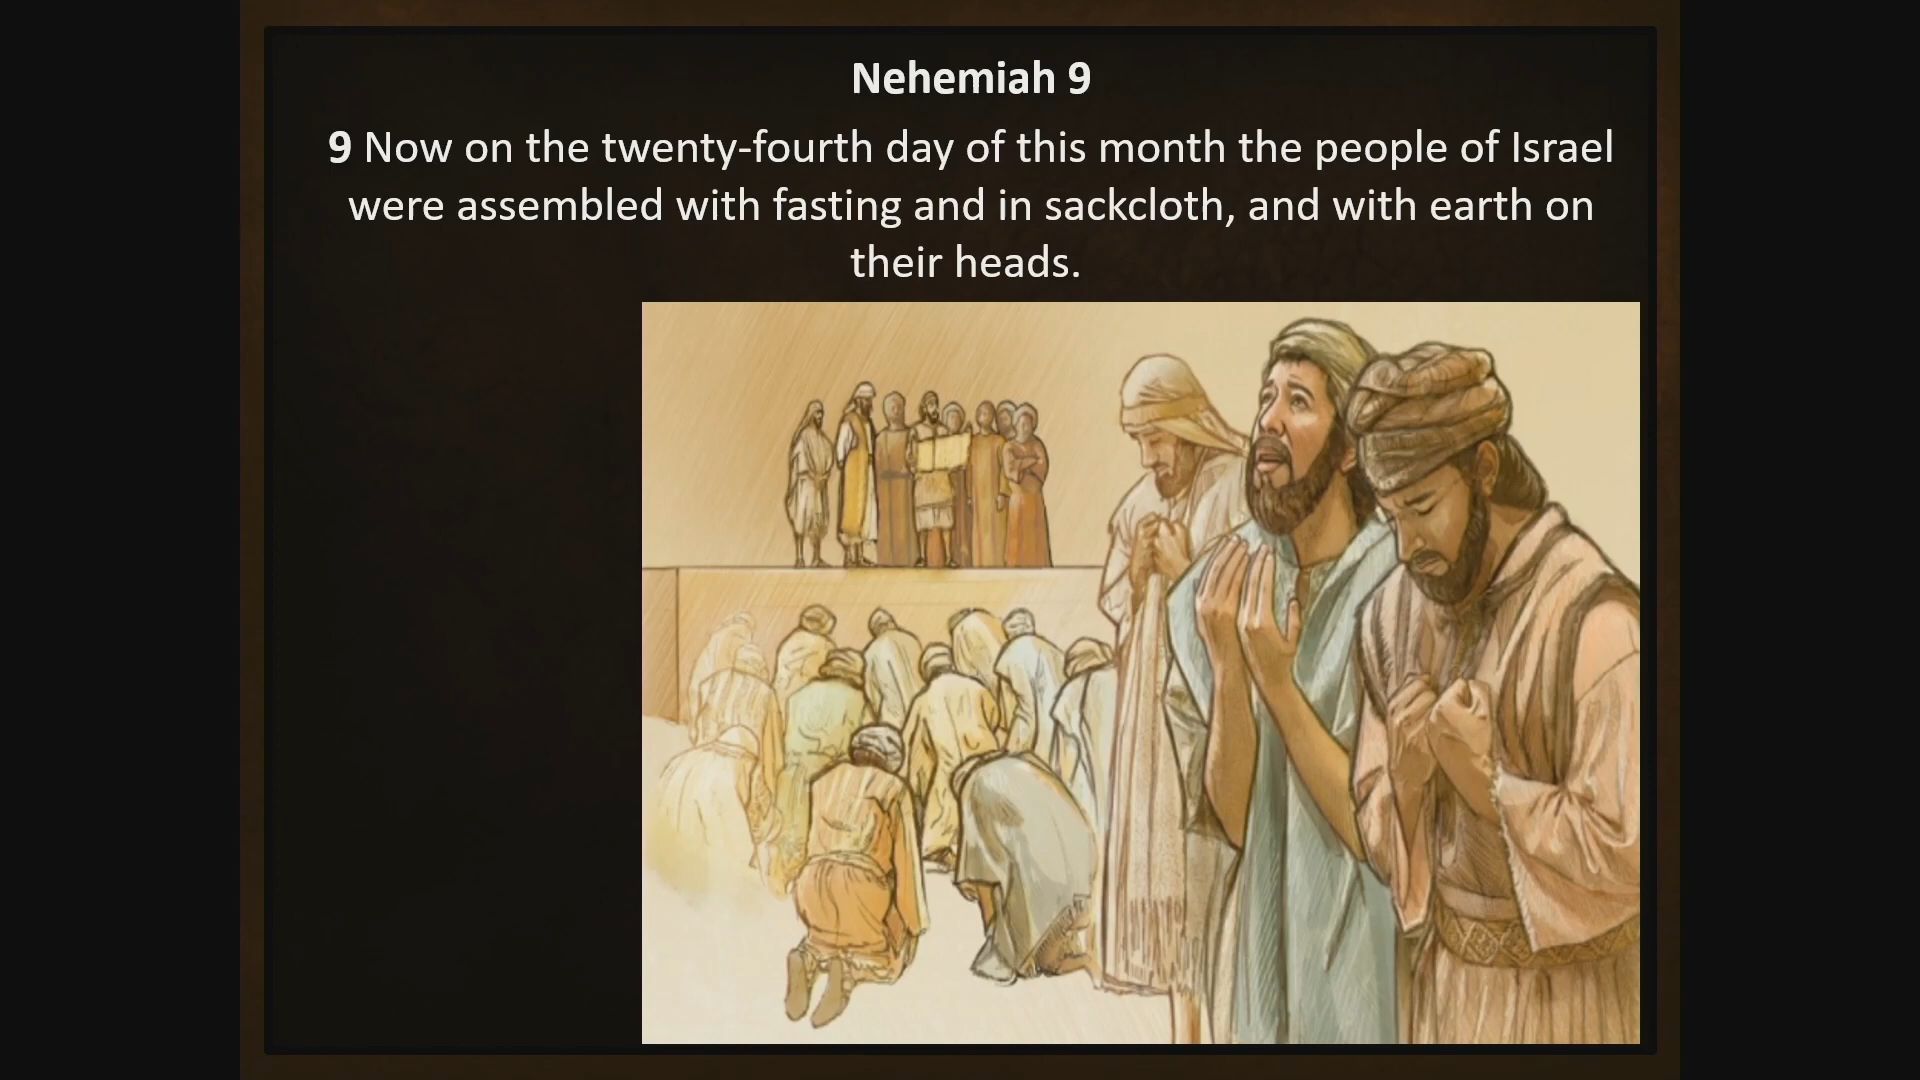 Nehemiah 9
9 Now on the twenty-fourth day of this month the people of Israel
were assembled with fasting and in sackcloth, and with earth on
their heads.